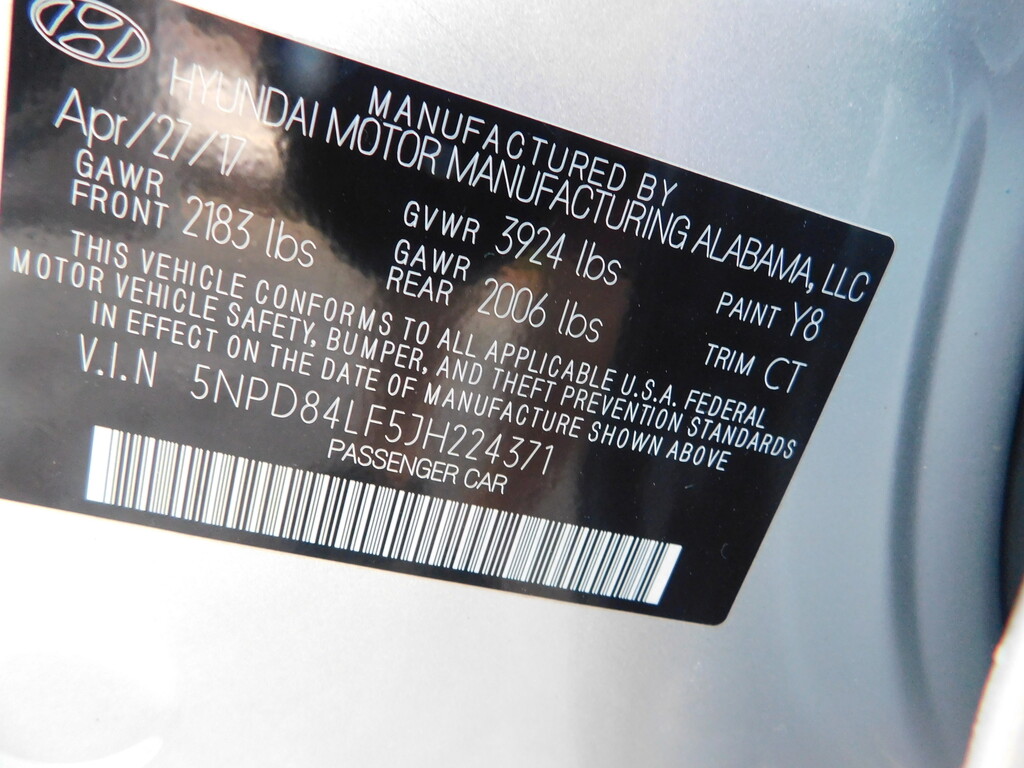 MANUFACTURED BY
HYUNDAI MOTOR MANUFACTURING ALABAMA, LLC
Apr/27/17
GVWR 3924 lbs
PAINT Y8
GAWR FRONT 2183 lbs
GAWR REAR 2006 lbs
TRIM CT
THIS VEHICLE CONFORMS TO ALL APPLICABLE U.S.A. FEDERAL
MOTOR VEHICLE SAFETY, BUMPER, AND THEFT PREVENTION STANDARDS
IN EFFECT ON THE DATE OF MANUFACTURE SHOWN ABOVE
V.I.N 5NPD84LF5JH224371
PASSENGER CAR